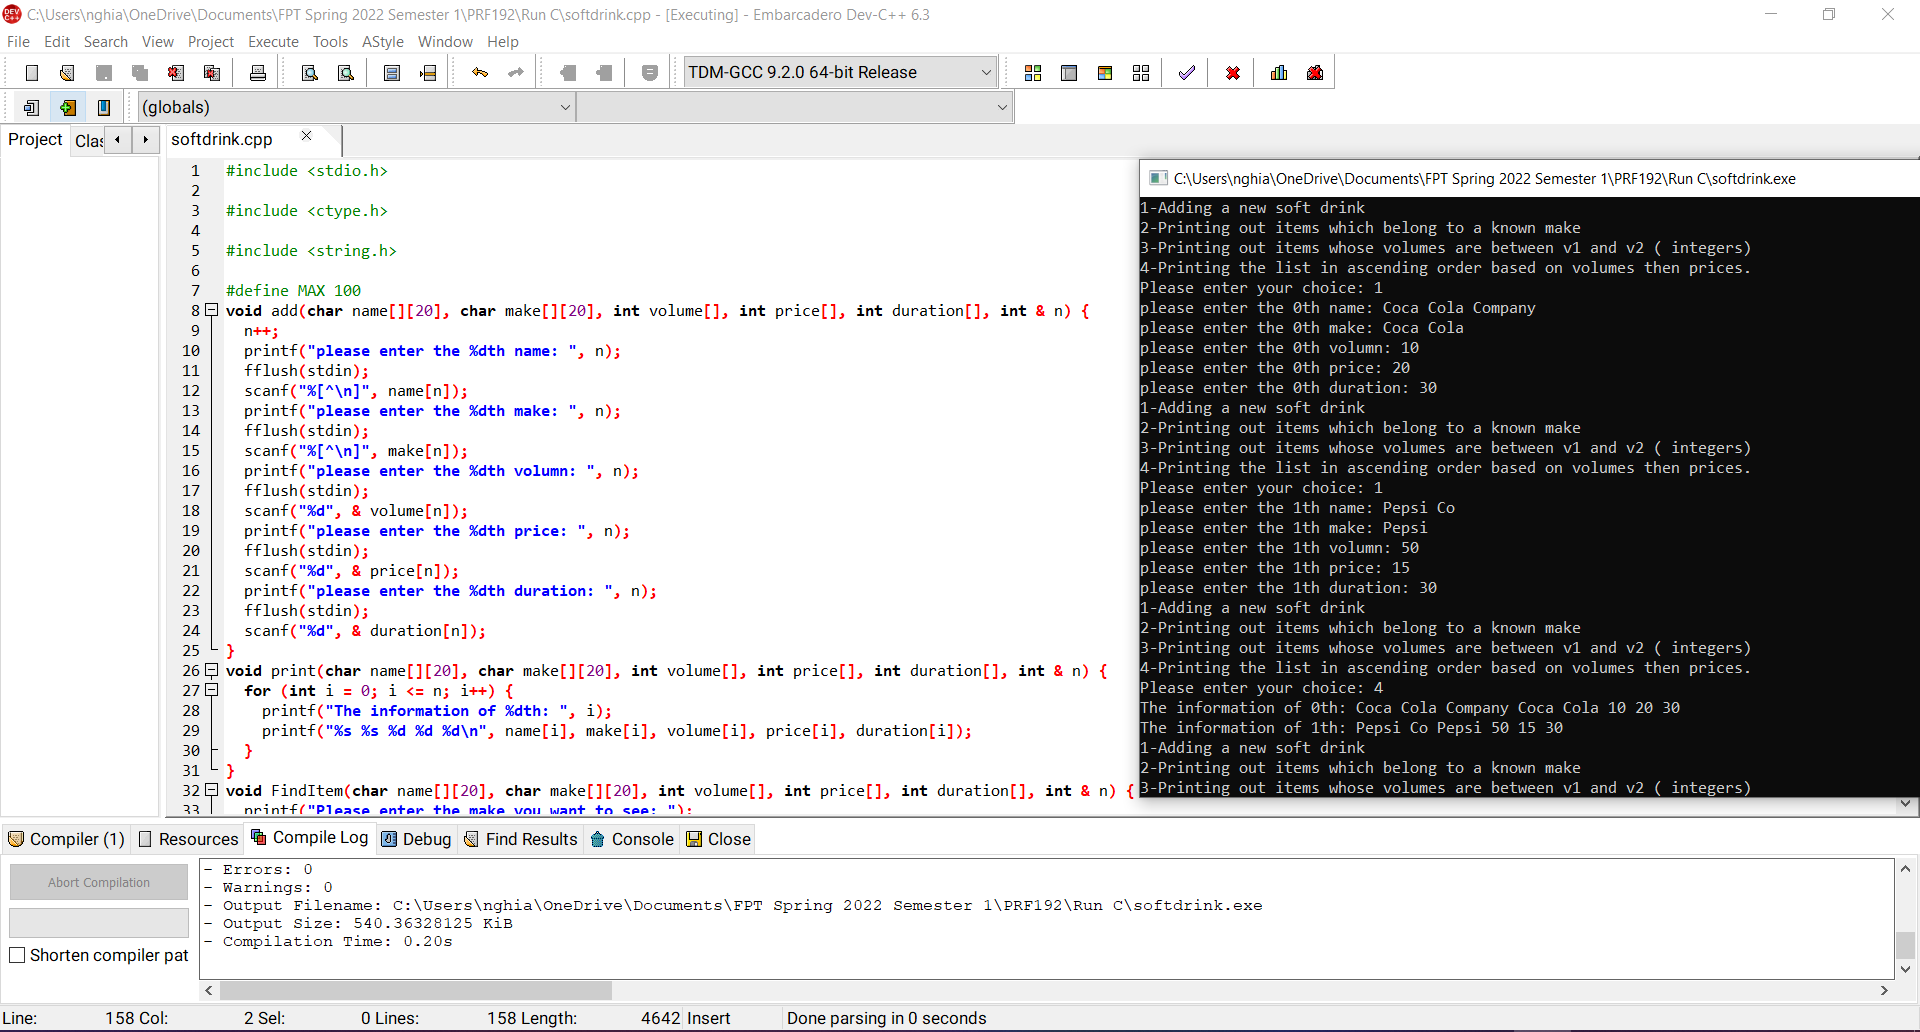 C:\Users\nghia\OneDrive\Documents\FPT Spring 2022 Semester 1\PRF192\Run C\softdrink.cpp - [Executing] - Embarcadero Dev-C++ 6.3
File Edit Search View Project Execute Tools AStyle Window Help
TDM-GCC 9.2.0 64-bit Release
(globals)
Project Clas softdrink.cpp
1 #include <stdio.h>
2
3 #include <ctype.h>
4
5 #include <string.h>
6
7 #define MAX 100
8 void add(char name[][20], char make[][20], int volume[], int price[], int duration[], int & n) {
9 n++;
10 printf("please enter the %dth name: ", n);
11 fflush(stdin);
12 scanf("%[^\n]", name[n]);
13 printf("please enter the %dth make: ", n);
14 fflush(stdin);
15 scanf("%[^\n]", make[n]);
16 printf("please enter the %dth volumn: ", n);
17 fflush(stdin);
18 scanf("%d", & volume[n]);
19 printf("please enter the %dth price: ", n);
20 fflush(stdin);
21 scanf("%d", & price[n]);
22 printf("please enter the %dth duration: ", n);
23 fflush(stdin);
24 scanf("%d", & duration[n]);
25 }
26 void print(char name[][20], char make[][20], int volume[], int price[], int duration[], int & n) {
27 for (int i = 0; i <= n; i++) {
28 printf("The information of %dth: ", i);
29 printf("%s %s %d %d %d\n", name[i], make[i], volume[i], price[i], duration[i]);
30 }
31 }
32 void FindItem(char name[][20], char make[][20], int volume[], int price[], int duration[], int & n) {
33 printf("Please enter the make you want to see: ");
C:\Users\nghia\OneDrive\Documents\FPT Spring 2022 Semester 1\PRF192\Run C\softdrink.exe
1-Adding a new soft drink
2-Printing out items which belong to a known make
3-Printing out items whose volumes are between v1 and v2 ( integers)
4-Printing the list in ascending order based on volumes then prices.
Please enter your choice: 1
please enter the 0th name: Coca Cola Company
please enter the 0th make: Coca Cola
please enter the 0th volumn: 10
please enter the 0th price: 20
please enter the 0th duration: 30
1-Adding a new soft drink
2-Printing out items which belong to a known make
3-Printing out items whose volumes are between v1 and v2 ( integers)
4-Printing the list in ascending order based on volumes then prices.
Please enter your choice: 1
please enter the 1th name: Pepsi Co
please enter the 1th make: Pepsi
please enter the 1th volumn: 50
please enter the 1th price: 15
please enter the 1th duration: 30
1-Adding a new soft drink
2-Printing out items which belong to a known make
3-Printing out items whose volumes are between v1 and v2 ( integers)
4-Printing the list in ascending order based on volumes then prices.
Please enter your choice: 4
The information of 0th: Coca Cola Company Coca Cola 10 20 30
The information of 1th: Pepsi Co Pepsi 50 15 30
1-Adding a new soft drink
2-Printing out items which belong to a known make
3-Printing out items whose volumes are between v1 and v2 ( integers)
Compiler (1) Resources Compile Log Debug Find Results Console Close
Abort Compilation
Shorten compiler pat
- Errors: 0
- Warnings: 0
- Output Filename: C:\Users\nghia\OneDrive\Documents\FPT Spring 2022 Semester 1\PRF192\Run C\softdrink.exe
- Output Size: 540.36328125 KiB
- Compilation Time: 0.20s
Line: 158 Col: 2 Sel: 0 Lines: 158 Length: 4642 Insert Done parsing in 0 seconds